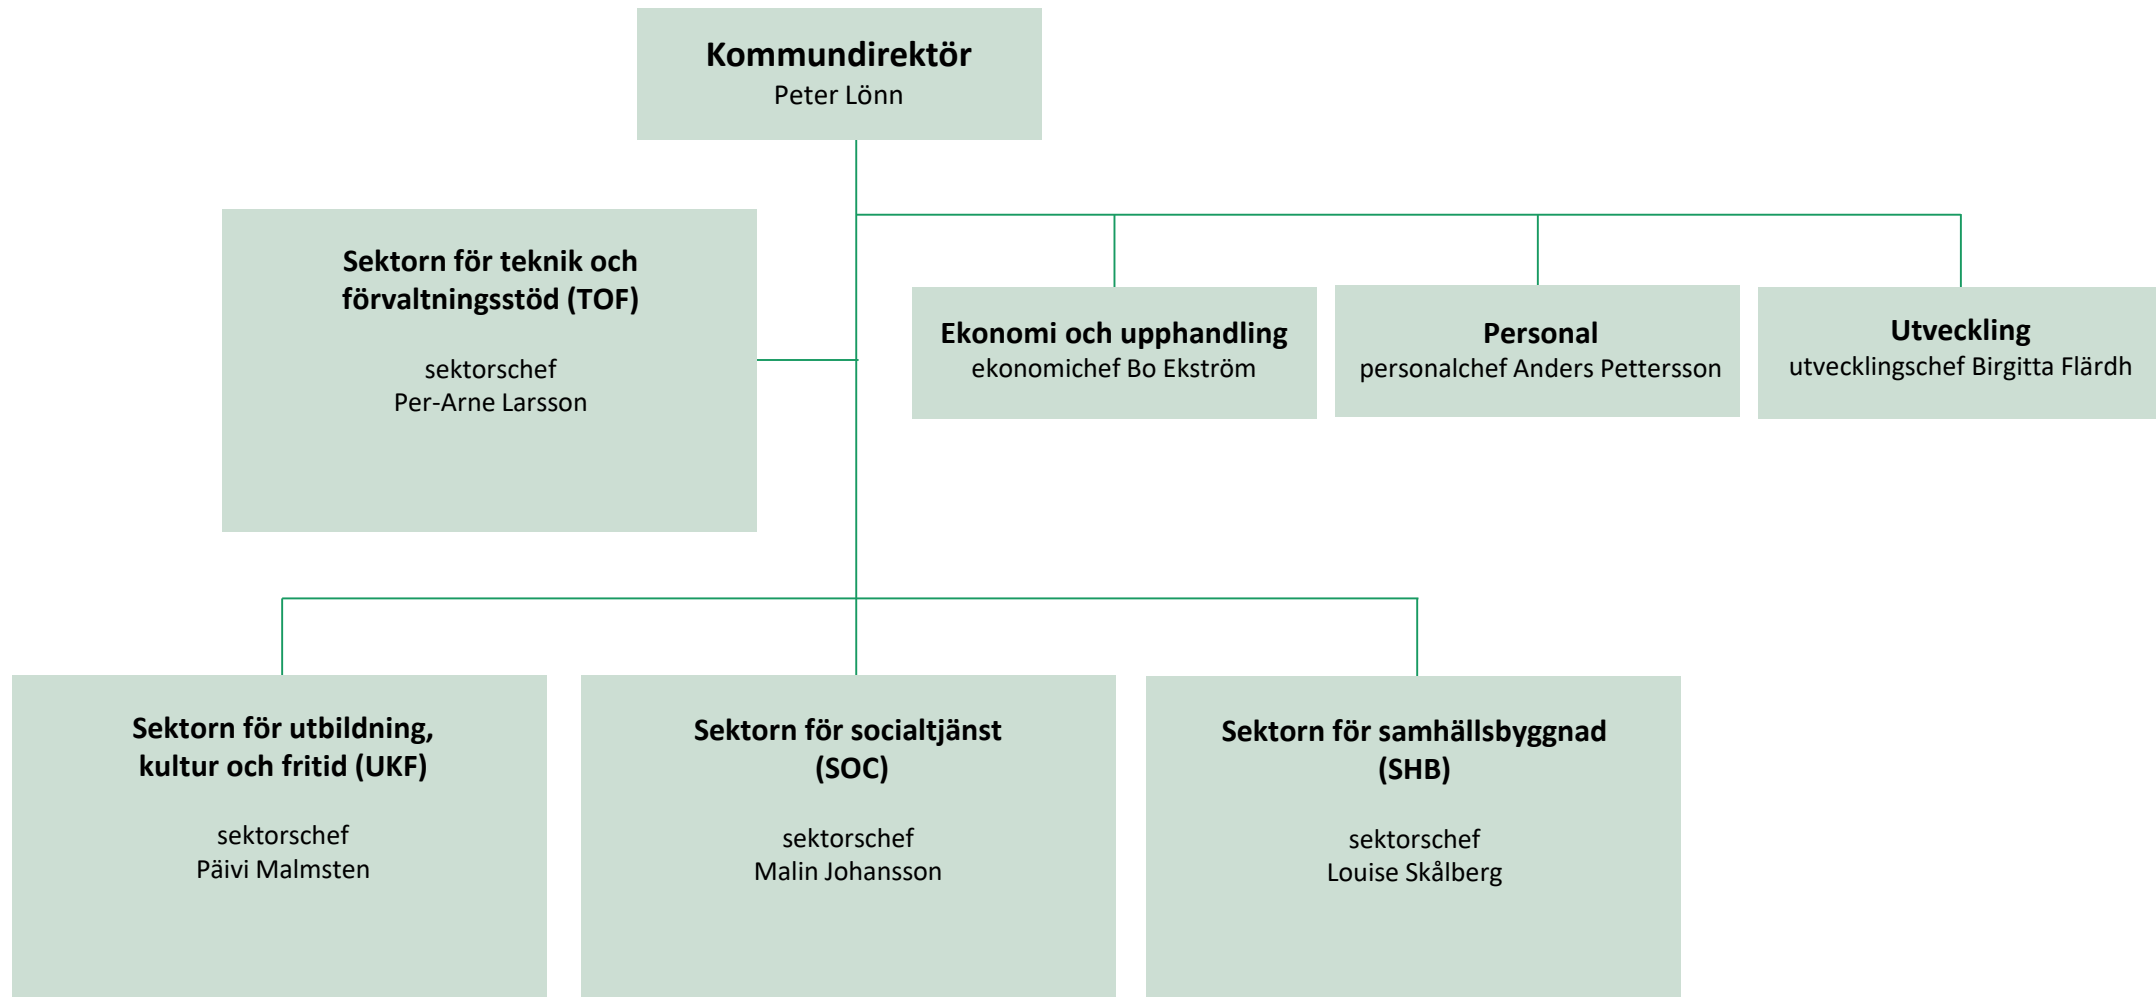 Kommundirektör
Peter Lönn
Sektorn för teknik och
förvaltningsstöd (TOF)
sektorschef
Per-Arne Larsson
Ekonomi och upphandling
ekonomichef Bo Ekström
Personal
personalchef Anders Pettersson
Utveckling
utvecklingschef Birgitta Flärdh
Sektorn för utbildning,
kultur och fritid (UKF)
sektorschef
Päivi Malmsten
Sektorn för socialtjänst
(SOC)
sektorschef
Malin Johansson
Sektorn för samhällsbyggnad
(SHB)
sektorschef
Louise Skålberg